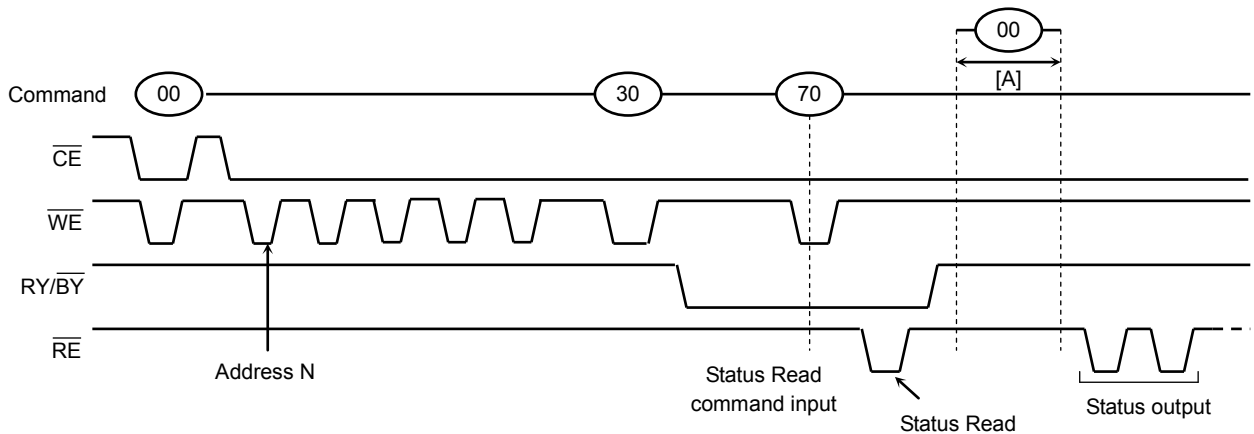 00
[A]
Command 00 30 70
CE
WE
RY/BY
RE
Address N
Status Read
command input
Status Read
Status output